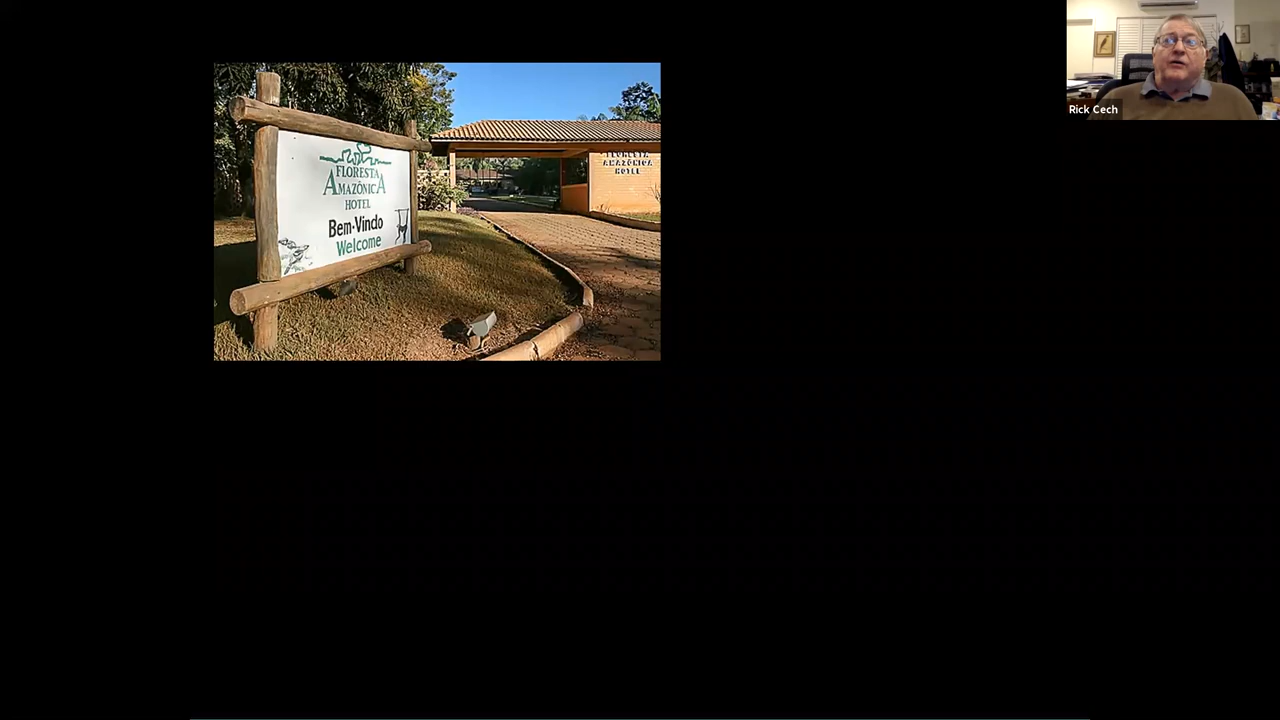 FLORESTA
AMAZÔNICA
HOTEL
Bem-Vindo
Welcome
FLORESTA
AMAZÔNICA
HOTEL
Rick Cech